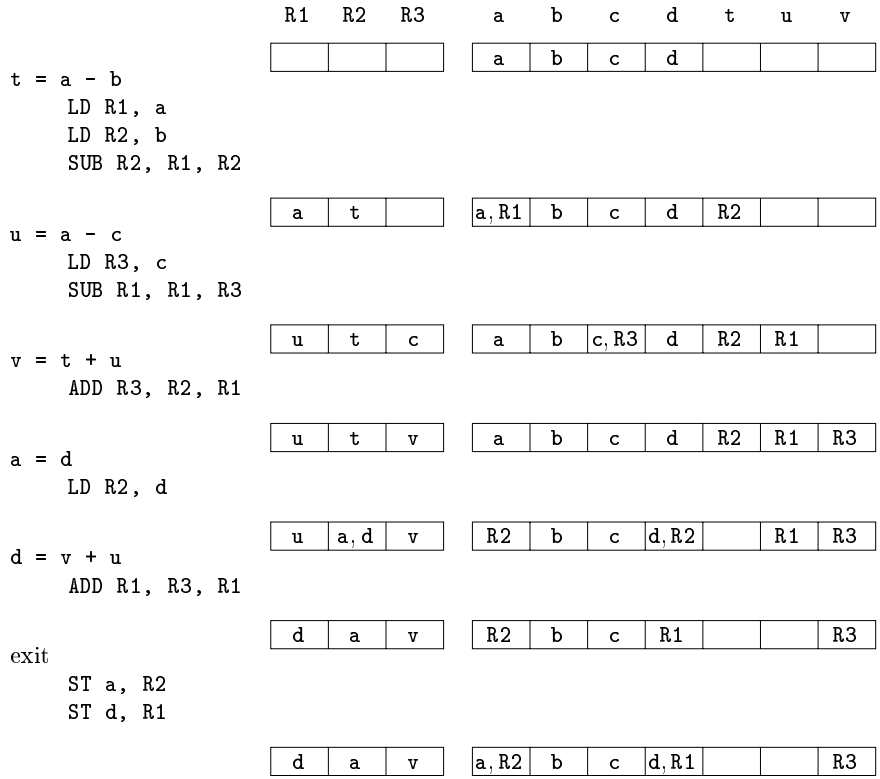 R1 R2 R3 a b c d t u v
a b c d
t = a - b
LD R1, a
LD R2, b
SUB R2, R1, R2
a t a, R1 b c d R2
u = a - c
LD R3, c
SUB R1, R1, R3
u t c a b c, R3 d R2 R1
v = t + u
ADD R3, R2, R1
u t v a b c d R2 R1 R3
a = d
LD R2, d
u a, d v R2 b c d, R2 R1 R3
d = v + u
ADD R1, R3, R1
d a v R2 b c R1 R3
exit
ST a, R2
ST d, R1
d a v a, R2 b c d, R1 R3